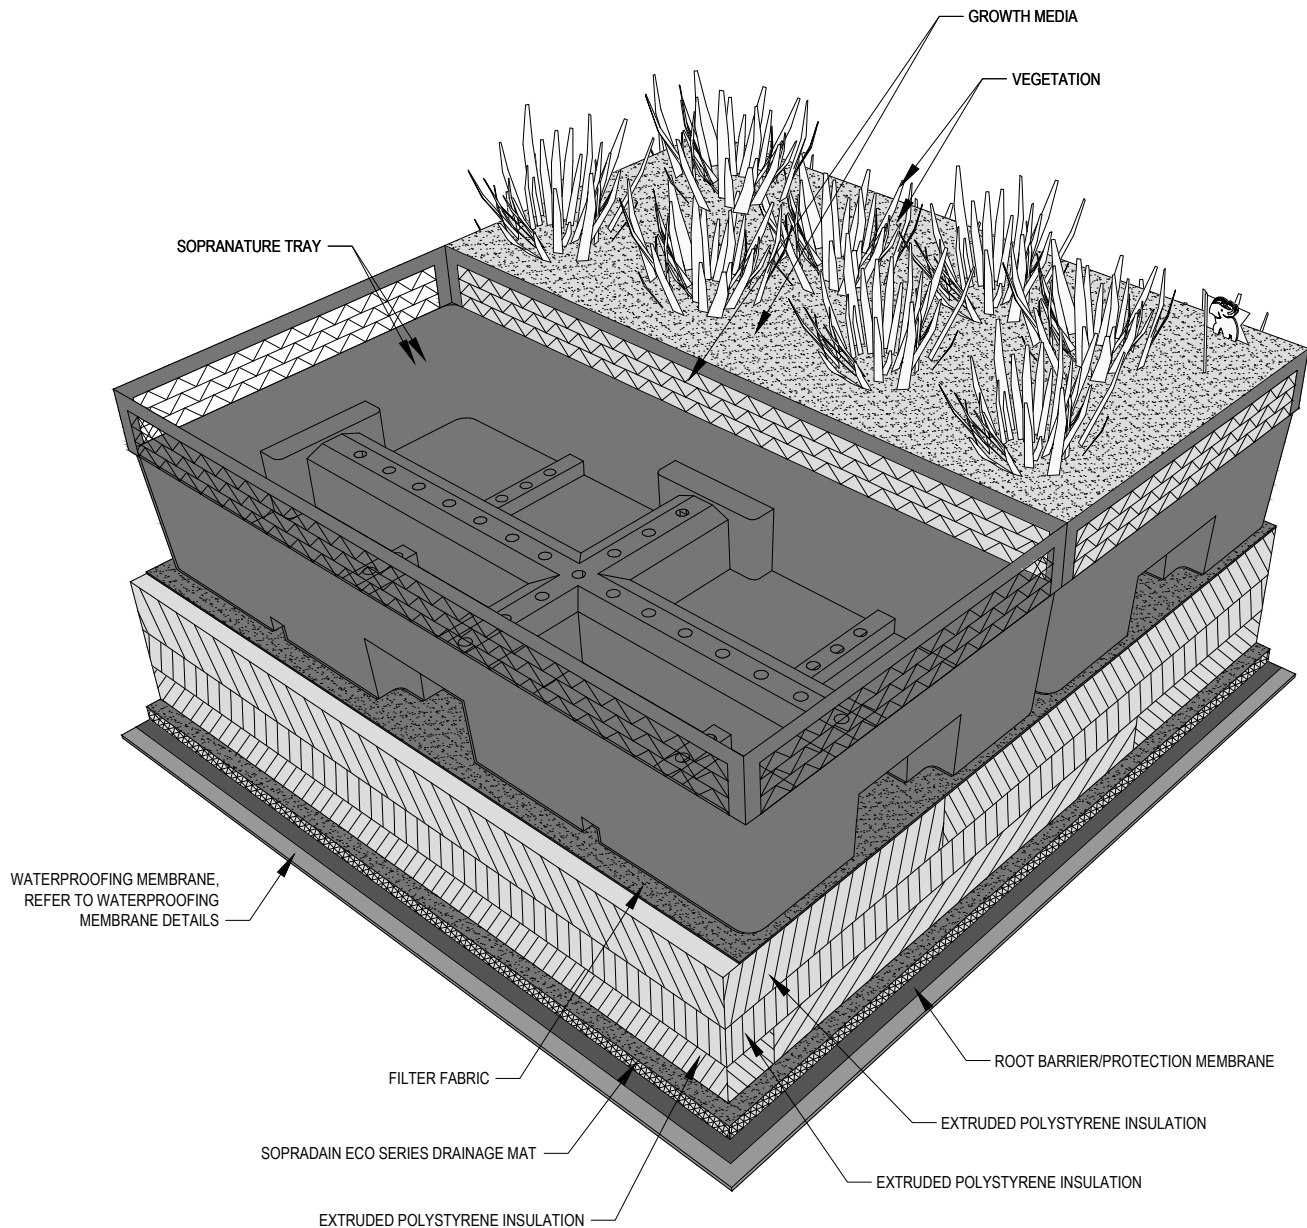 GROWTH MEDIA
VEGETATION
SOPRANATURE TRAY
WATERPROOFING MEMBRANE,
REFER TO WATERPROOFING
MEMBRANE DETAILS
FILTER FABRIC
ROOT BARRIER/PROTECTION MEMBRANE
EXTRUDED POLYSTYRENE INSULATION
SOPRADAIN ECO SERIES DRAINAGE MAT
EXTRUDED POLYSTYRENE INSULATION
EXTRUDED POLYSTYRENE INSULATION